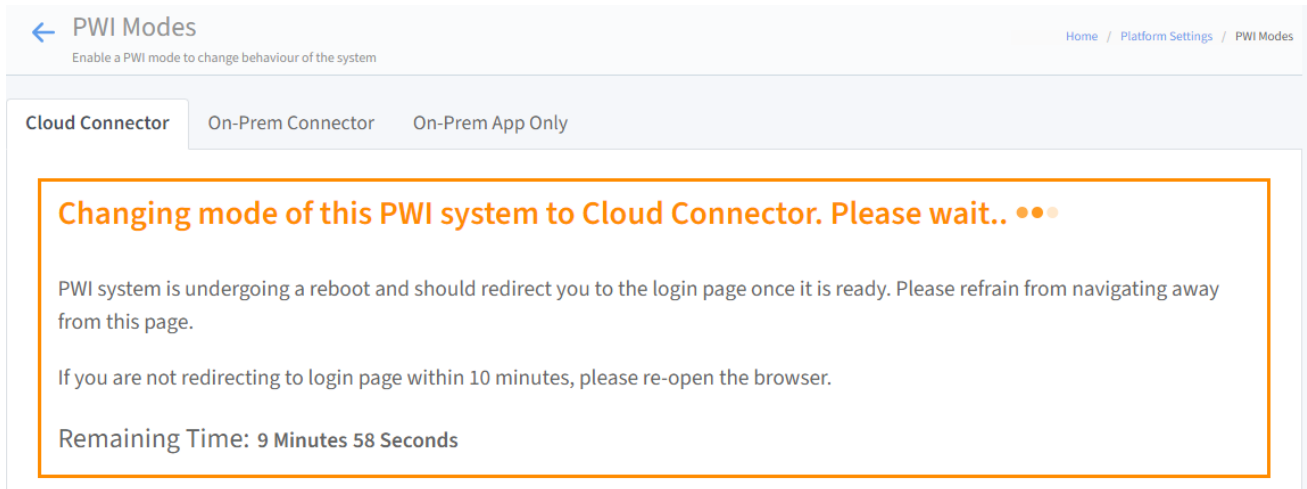 PWI Modes
Enable a PWI mode to change behaviour of the system
Home / Platform Settings / PWI Modes
Cloud Connector
On-Prem Connector
On-Prem App Only
Changing mode of this PWI system to Cloud Connector. Please wait..
PWI system is undergoing a reboot and should redirect you to the login page once it is ready. Please refrain from navigating away
from this page.
If you are not redirecting to login page within 10 minutes, please re-open the browser.
Remaining Time: 9 Minutes 58 Seconds